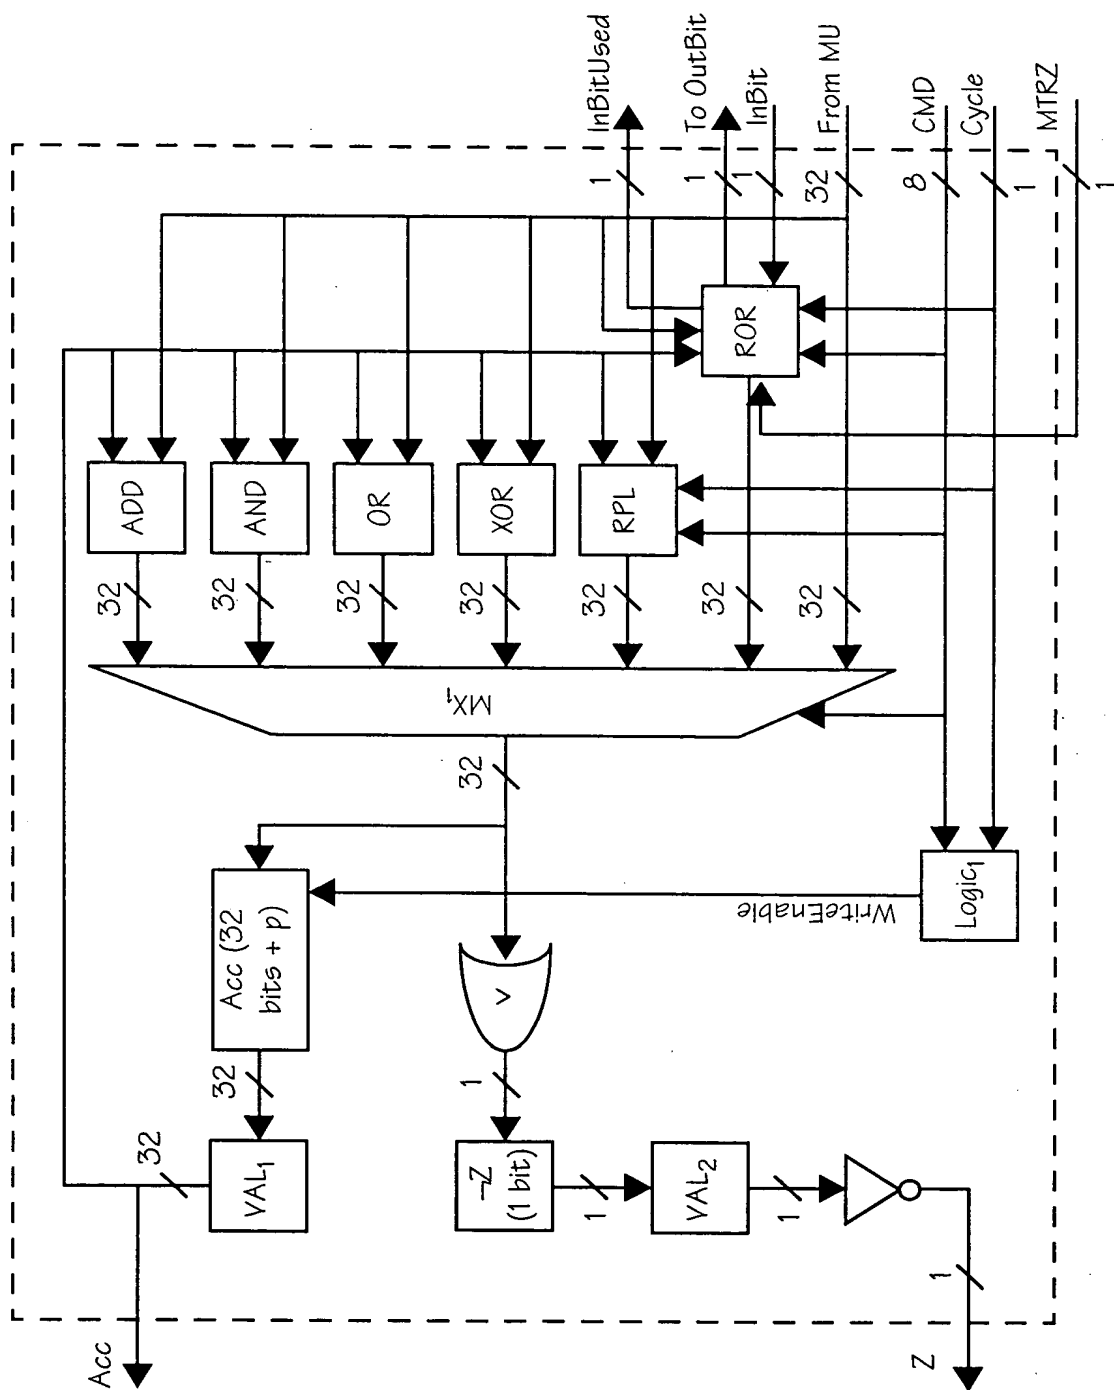 InBitUsed
To OutBit
InBit
From MU
CMD
Cycle
MTRZ
1
1
1
32
8
1
1
ADD
AND
OR
XOR
RPL
ROR
32
32
32
32
32
32
32
MX1
32
Acc (32
bits + p)
WriteEnable
Logic1
v
32
1
32
VAL1
¬Z
(1 bit)
1
VAL2
1
1
Acc
Z